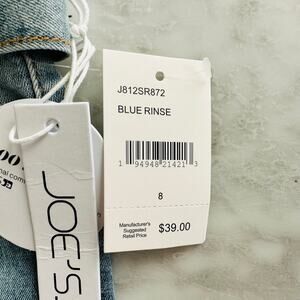 J812SR872
BLUE RINSE
1 94948 21421 3
8
Manufacturer's
Suggested
Retail Price
$39.00
JOE'S